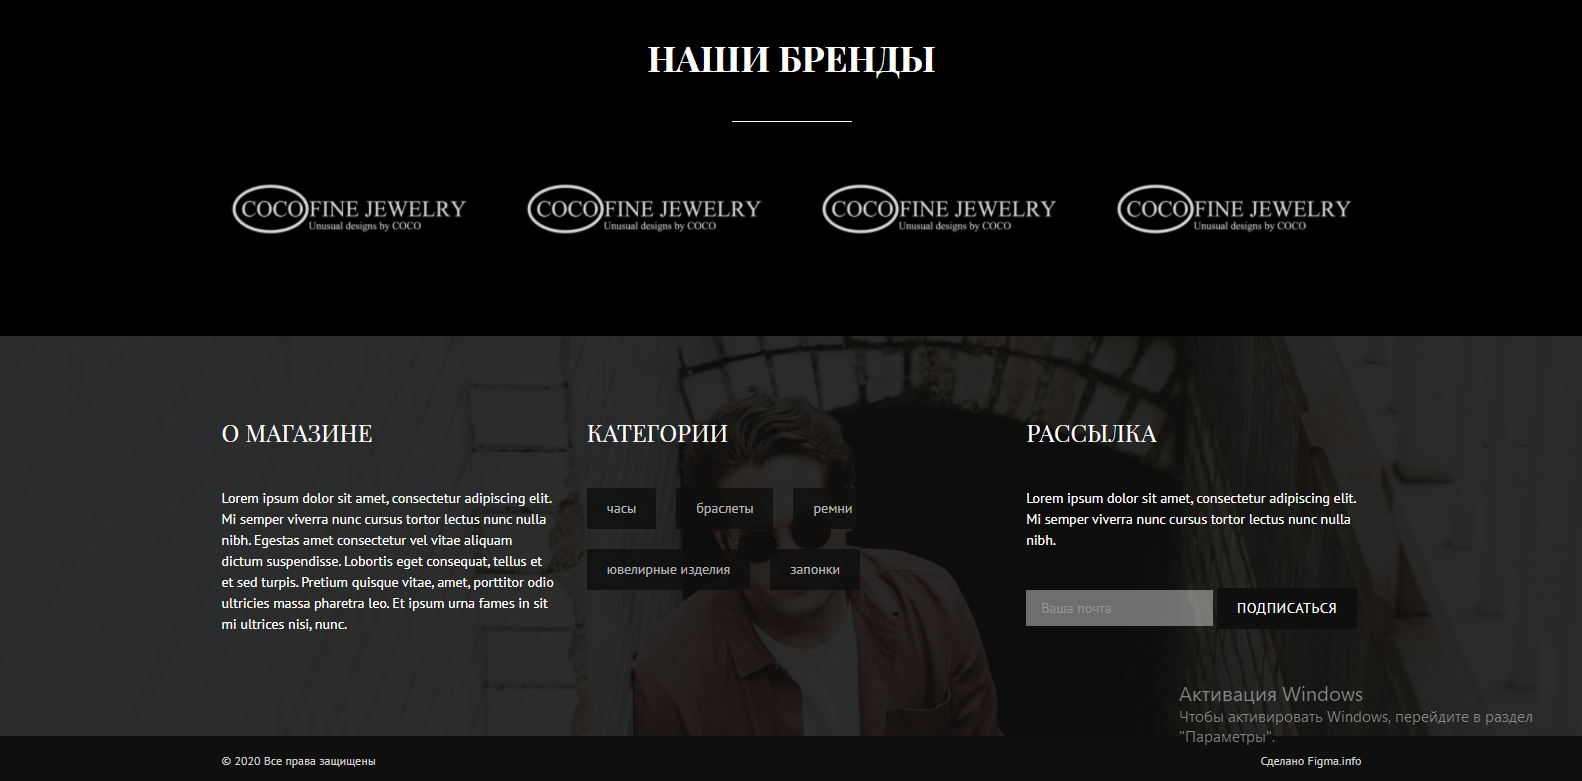 НАШИ БРЕНДЫ
COCO FINE JEWELRY
Unusual designs by COCO
COCO FINE JEWELRY
Unusual designs by COCO
COCO FINE JEWELRY
Unusual designs by COCO
COCO FINE JEWELRY
Unusual designs by COCO
О МАГАЗИНЕ
Lorem ipsum dolor sit amet, consectetur adipiscing elit.
Mi semper viverra nunc cursus tortor lectus nunc nulla
nibh. Egestas amet consectetur vel vitae aliquam
dictum suspendisse. Lobortis eget consequat, tellus et
et sed turpis. Pretium quisque vitae, amet, porttitor odio
ultricies massa pharetra leo. Et ipsum urna fames in sit
mi ultrices nisi, nunc.
КАТЕГОРИИ
часы
браслеты
ремни
ювелирные изделия
запонки
РАССЫЛКА
Lorem ipsum dolor sit amet, consectetur adipiscing elit.
Mi semper viverra nunc cursus tortor lectus nunc nulla
nibh.
Ваша почта
ПОДПИСАТЬСЯ
Активация Windows
Чтобы активировать Windows, перейдите в раздел
"Параметры".
© 2020 Все права защищены
Сделано Figma.info